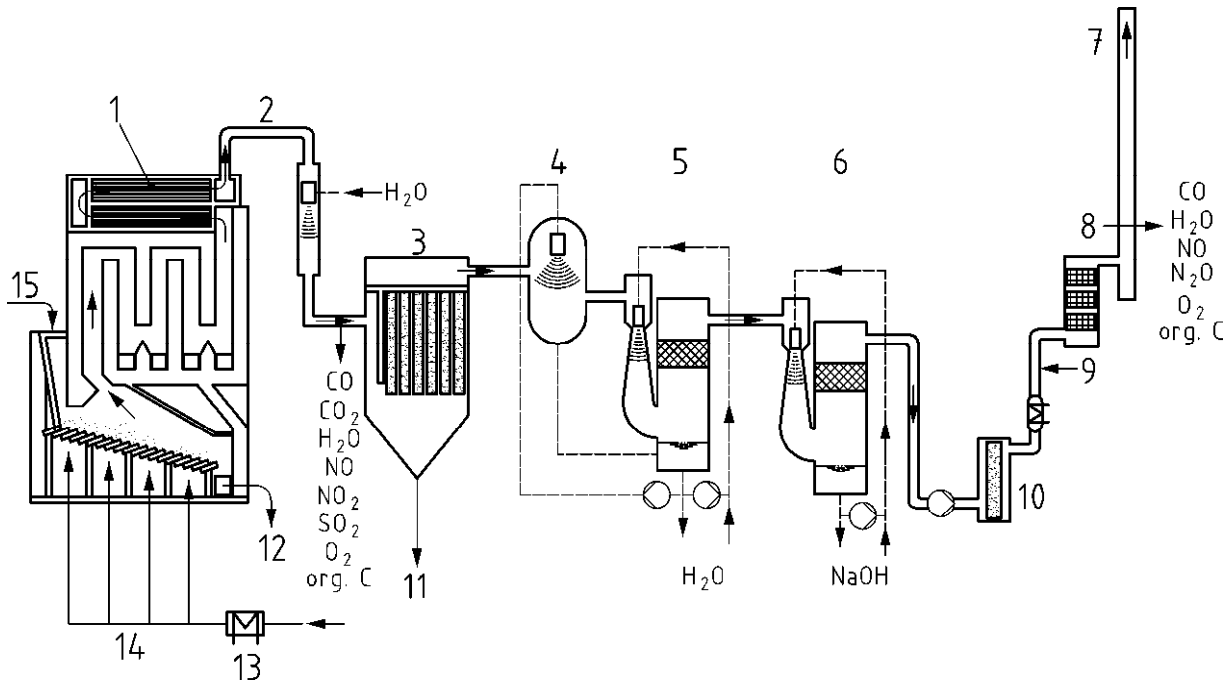 1
2
H₂O
3
4
5
6
7
8
CO
H₂O
NO
N₂O
O₂
org. C
15
CO
CO₂
H₂O
NO
NO₂
SO₂
O₂
org. C
9
10
11
12
H₂O
NaOH
14
13